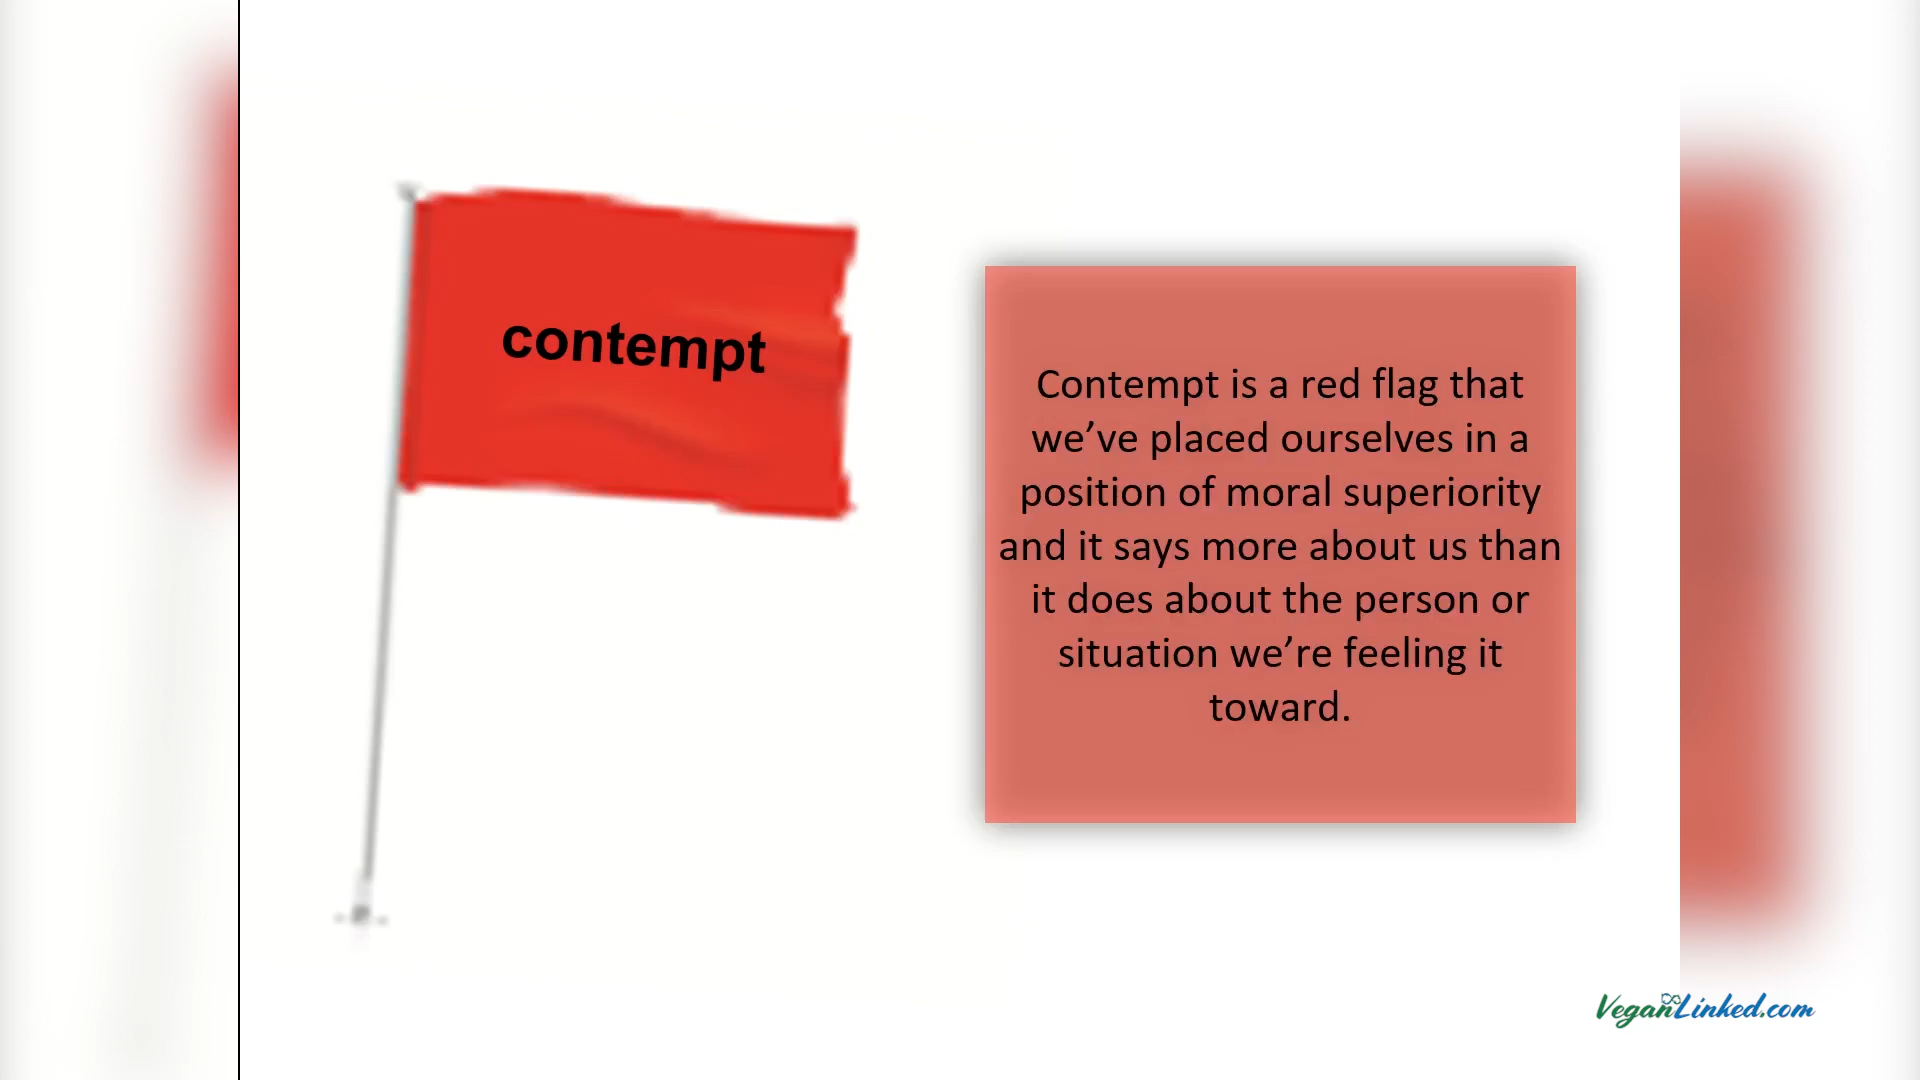 contempt
Contempt is a red flag that
we’ve placed ourselves in a
position of moral superiority
and it says more about us than
it does about the person or
situation we’re feeling it
toward.
VeganLinked.com